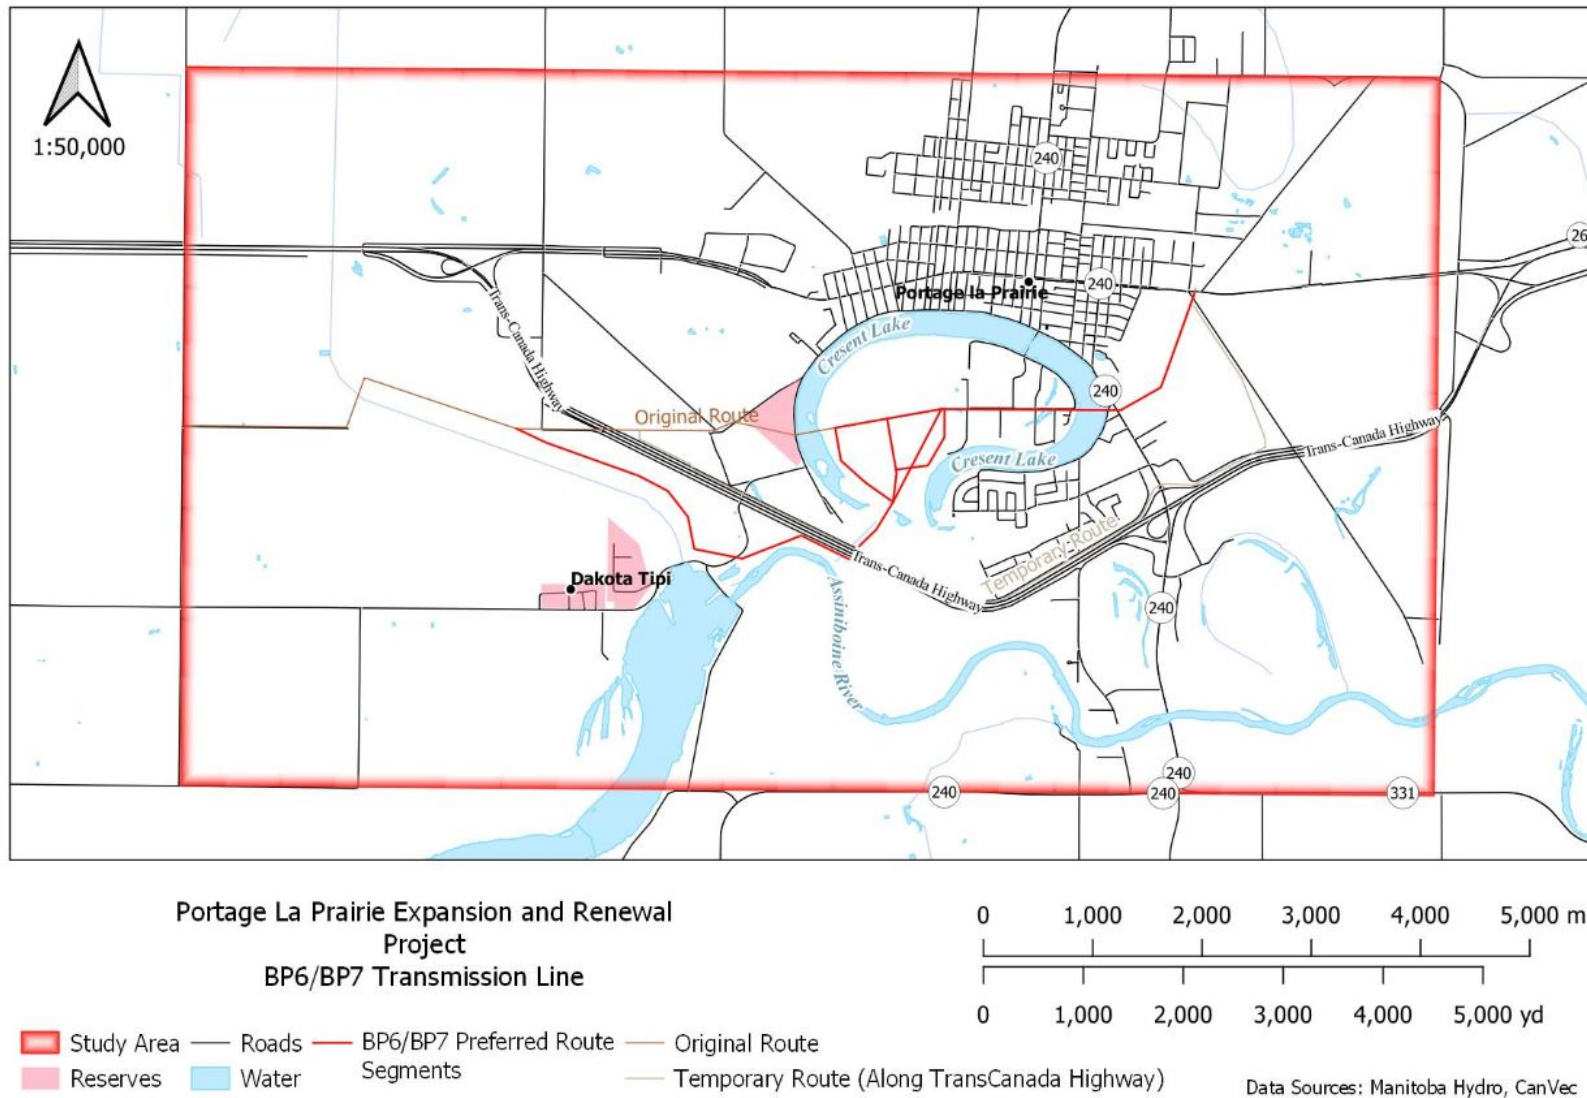 1:50,000
240
26
Portage la Prairie
240
Trans-Canada Highway
Cresent Lake
240
Original Route
Trans-Canada Highway
Cresent Lake
Temporary Route
Trans-Canada Highway
Dakota Tipi
Assiniboine River
240
240
240
240
331
Portage La Prairie Expansion and Renewal
Project
BP6/BP7 Transmission Line
0 1,000 2,000 3,000 4,000 5,000 m
0 1,000 2,000 3,000 4,000 5,000 yd
Study Area Roads BP6/BP7 Preferred Route Original Route
Segments
Reserves Water Temporary Route (Along TransCanada Highway)
Data Sources: Manitoba Hydro, CanVec